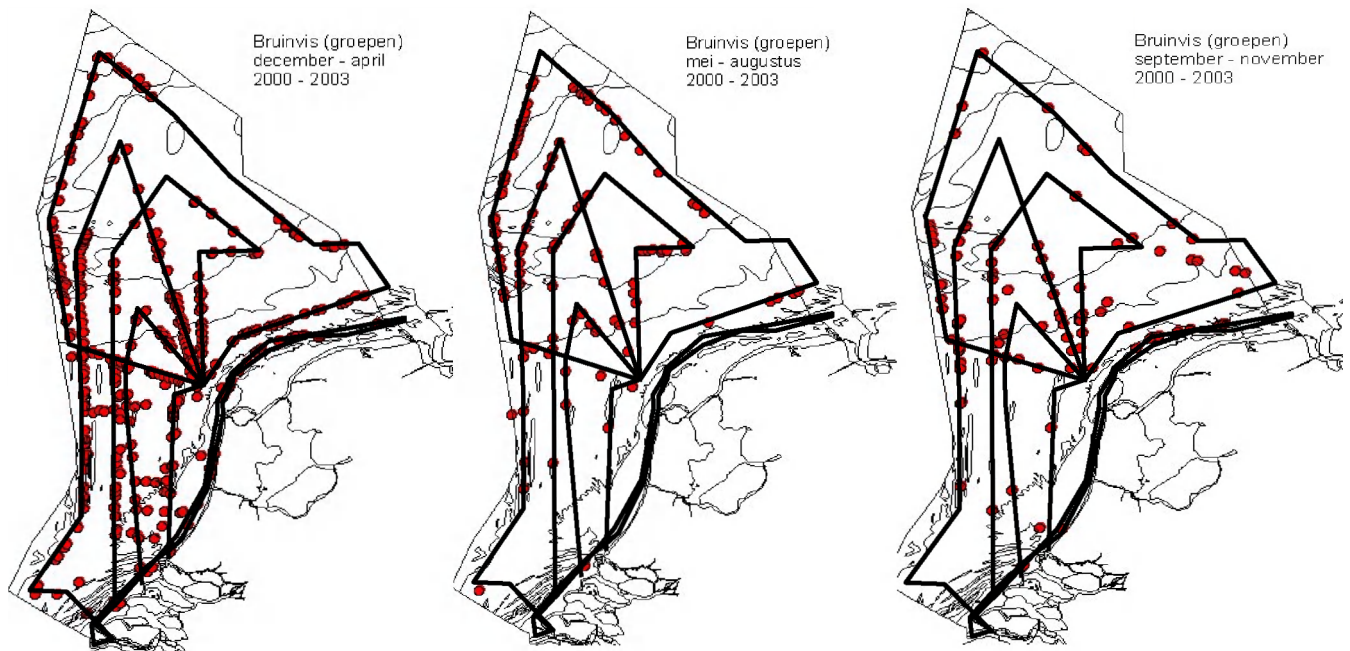 Bruinvis (groepen)
december - april
2000 - 2003
Bruinvis (groepen)
mei - augustus
2000 - 2003
Bruinvis (groepen)
september - november
2000 - 2003